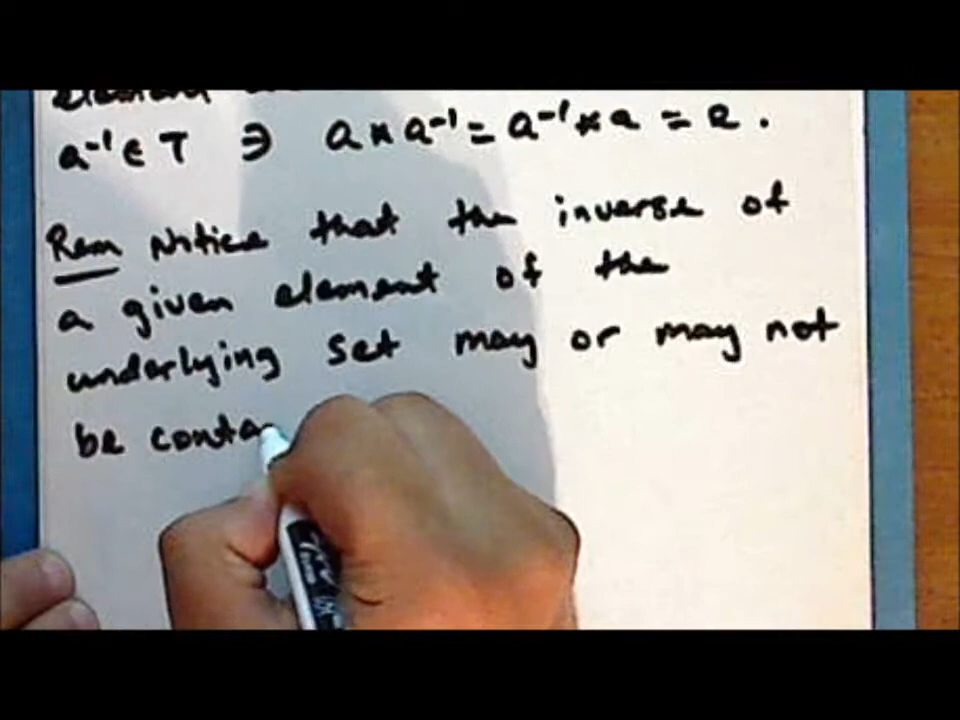 element
a⁻¹ ∈ T ∋ a * a⁻¹ = a⁻¹ * a = e.
Rem Notice that the inverse of
a given element of the
underlying set may or may not
be conta